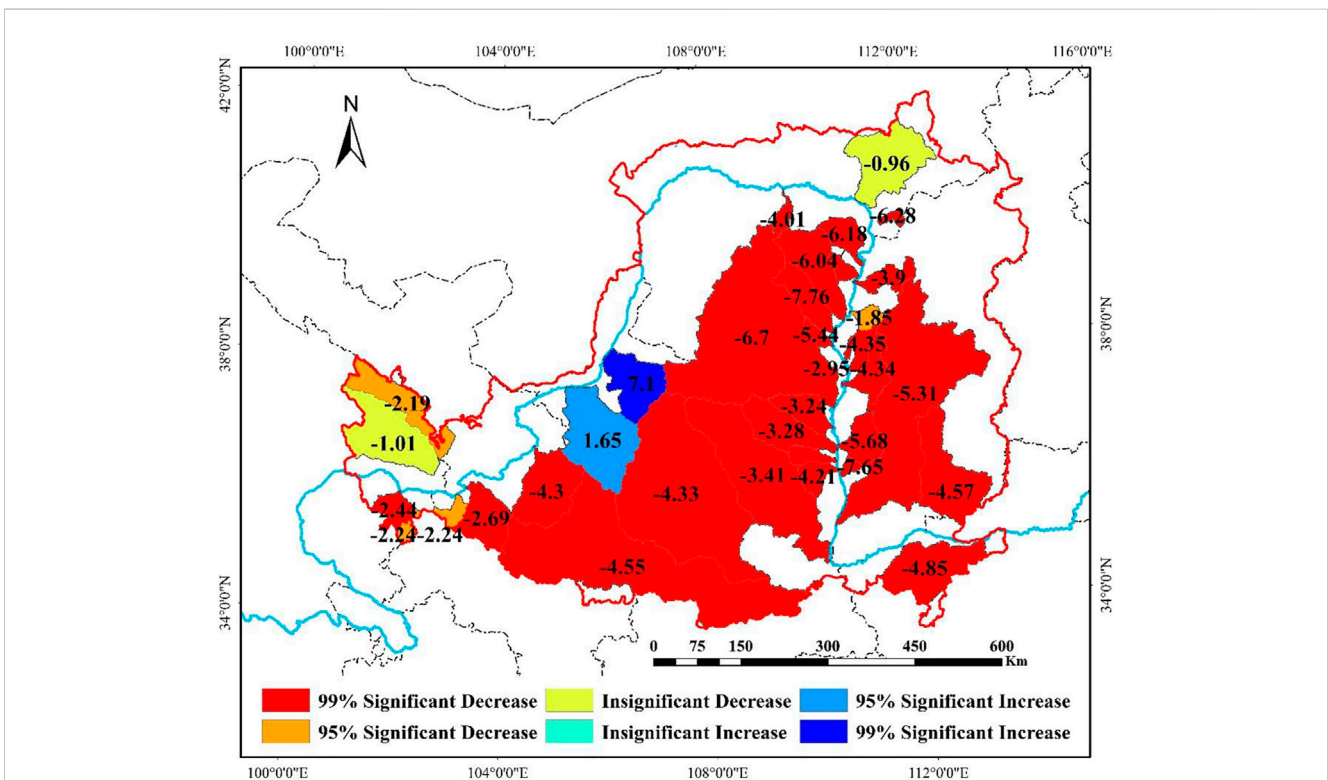 100°0'0"E 104°0'0"E 108°0'0"E 112°0'0"E 116°0'0"E
42°0'0"N
N
-0.96
-6.28
-4.01
-6.18
-6.04
-3.9
-7.76
-1.85
38°0'0"N
38°0'0"N
-6.7
-5.44
-4.35
-2.95
-4.34
7.1
-5.31
-2.19
-3.24
-1.01
1.65
-3.28
-5.68
-7.65
-3.41
-4.21
-4.3
-4.33
-4.57
-2.44
-2.69
-2.24
-2.24
-4.55
-4.85
34°0'0"N
34°0'0"N
0 75 150 300 450 600
Km
99% Significant Decrease Insignificant Decrease 95% Significant Increase
95% Significant Decrease Insignificant Increase 99% Significant Increase
100°0'0"E 104°0'0"E 108°0'0"E 112°0'0"E